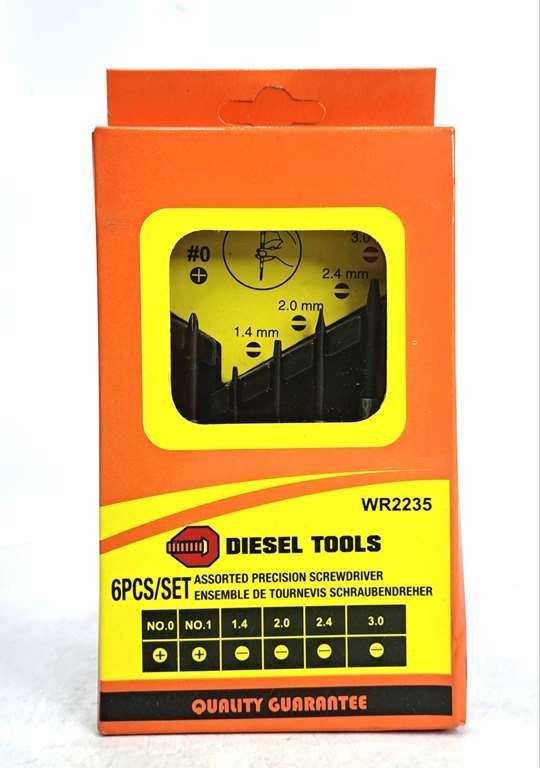 #0
3.0
2.4 mm
2.0 mm
1.4 mm
WR2235
DIESEL TOOLS
6PCS/SET ASSORTED PRECISION SCREWDRIVER
ENSEMBLE DE TOURNEVIS SCHRAUBENDREHER
NO.0 NO.1 1.4 2.0 2.4 3.0
QUALITY GUARANTEE